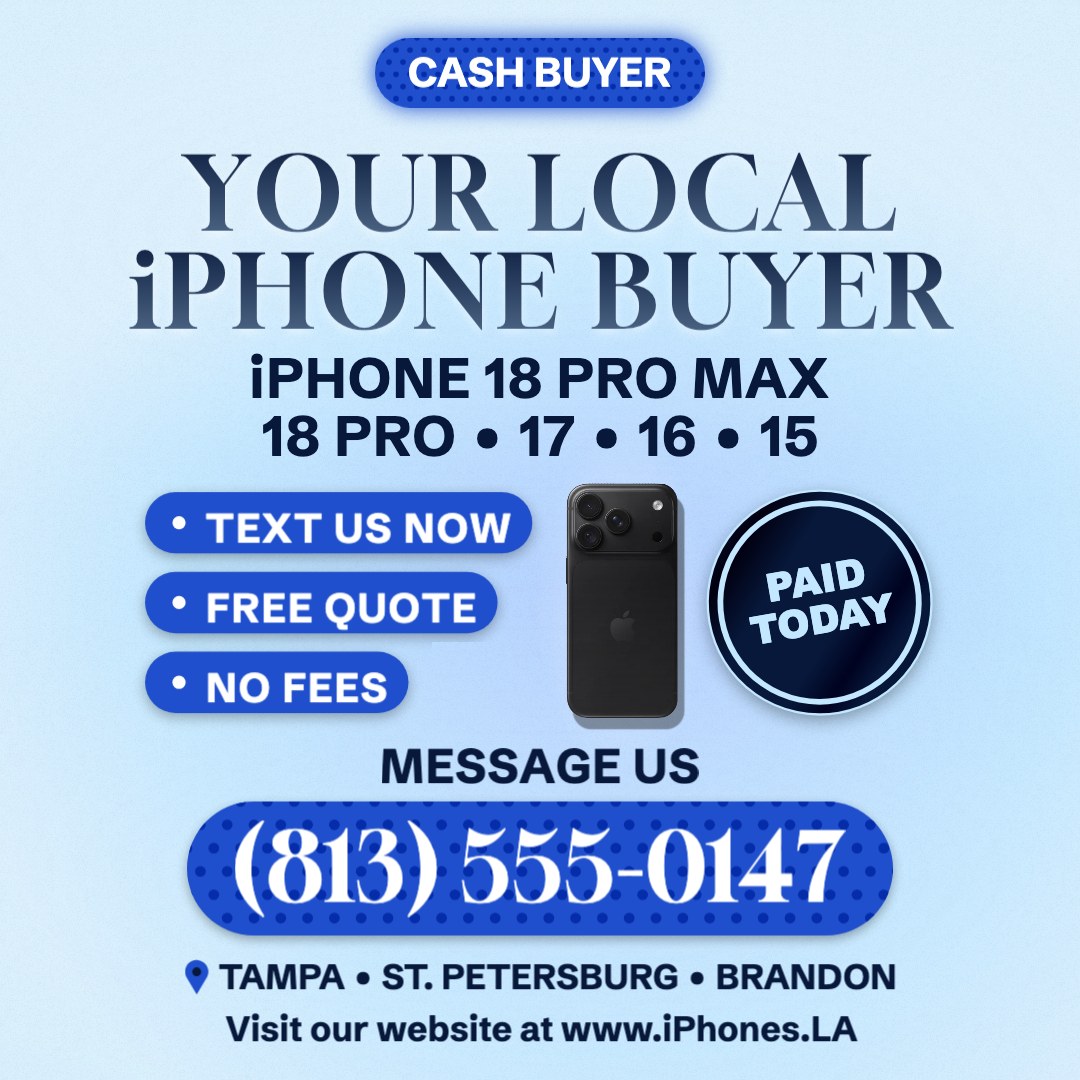 CASH BUYER
YOUR LOCAL
iPHONE BUYER
iPHONE 18 PRO MAX
18 PRO • 17 • 16 • 15
• TEXT US NOW
• FREE QUOTE
• NO FEES
PAID
TODAY
MESSAGE US
(813) 555-0147
TAMPA • ST. PETERSBURG • BRANDON
Visit our website at www.iPhones.LA